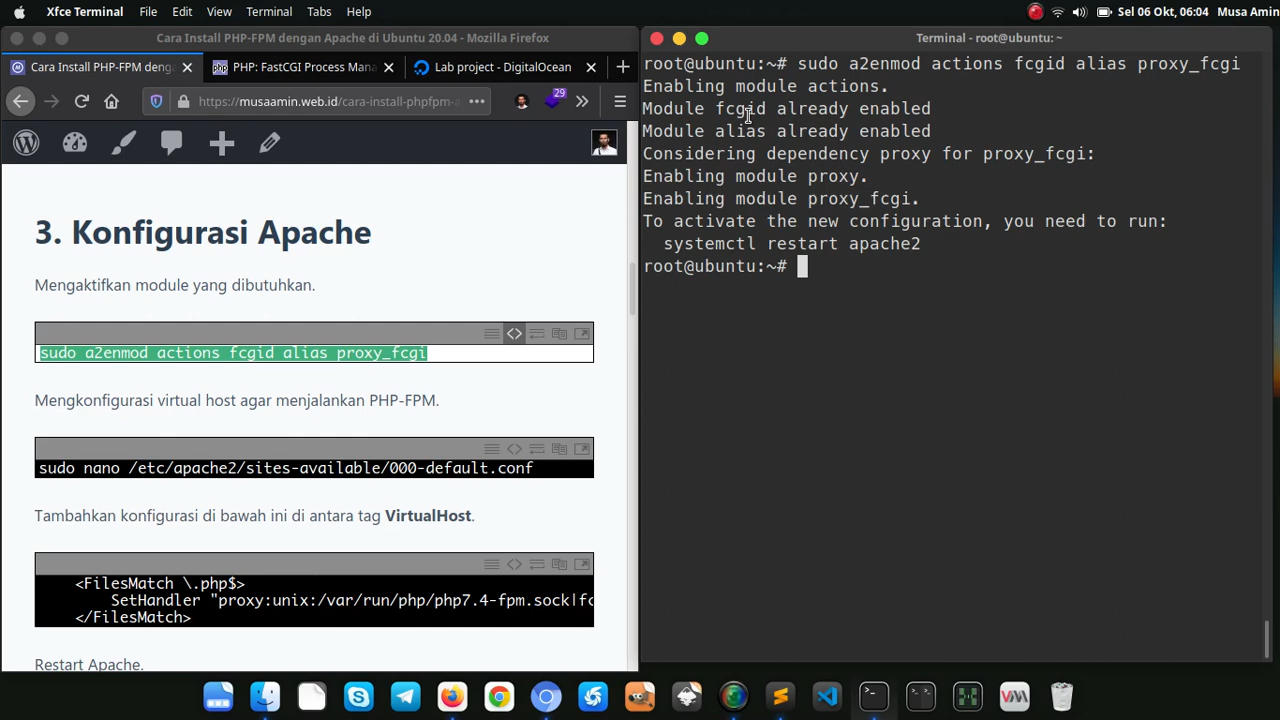 Xfce Terminal File Edit View Terminal Tabs Help
Sel 06 Okt, 06:04 Musa Amin
Cara Install PHP-FPM dengan Apache di Ubuntu 20.04 - Mozilla Firefox
Cara Install PHP-FPM deng
PHP: FastCGI Process Mana
Lab project - DigitalOcean
https://musaamin.web.id/cara-install-phpfpm-a
29
3. Konfigurasi Apache
Mengaktifkan module yang dibutuhkan.
sudo a2enmod actions fcgid alias proxy_fcgi
Mengkonfigurasi virtual host agar menjalankan PHP-FPM.
sudo nano /etc/apache2/sites-available/000-default.conf
Tambahkan konfigurasi di bawah ini di antara tag VirtualHost.
<FilesMatch \.php$>
SetHandler "proxy:unix:/var/run/php/php7.4-fpm.sock|fc
</FilesMatch>
Restart Apache.
Terminal - root@ubuntu: ~
root@ubuntu:~# sudo a2enmod actions fcgid alias proxy_fcgi
Enabling module actions.
Module fcgid already enabled
Module alias already enabled
Considering dependency proxy for proxy_fcgi:
Enabling module proxy.
Enabling module proxy_fcgi.
To activate the new configuration, you need to run:
systemctl restart apache2
root@ubuntu:~#